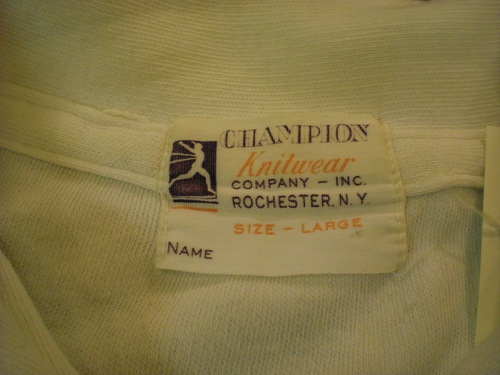 CHAMPION
Knitwear
COMPANY - INC.
ROCHESTER, N. Y.
SIZE - LARGE
NAME